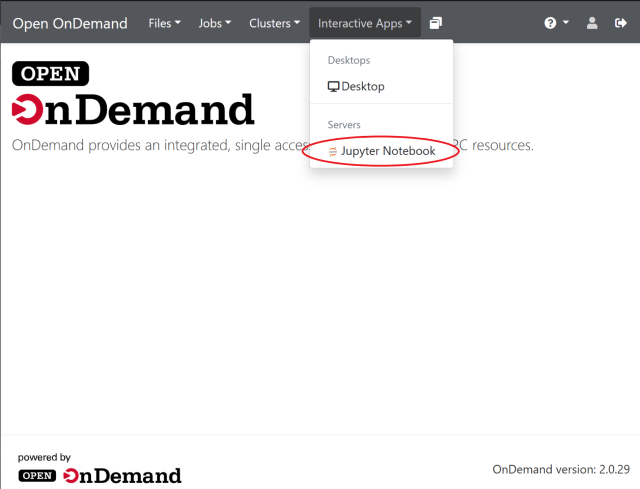 Open OnDemand Files Jobs Clusters Interactive Apps
Desktops
Desktop
Servers
Jupyter Notebook
OPEN
OnDemand
OnDemand provides an integrated, single acces PC resources.
powered by
OPEN OnDemand
OnDemand version: 2.0.29